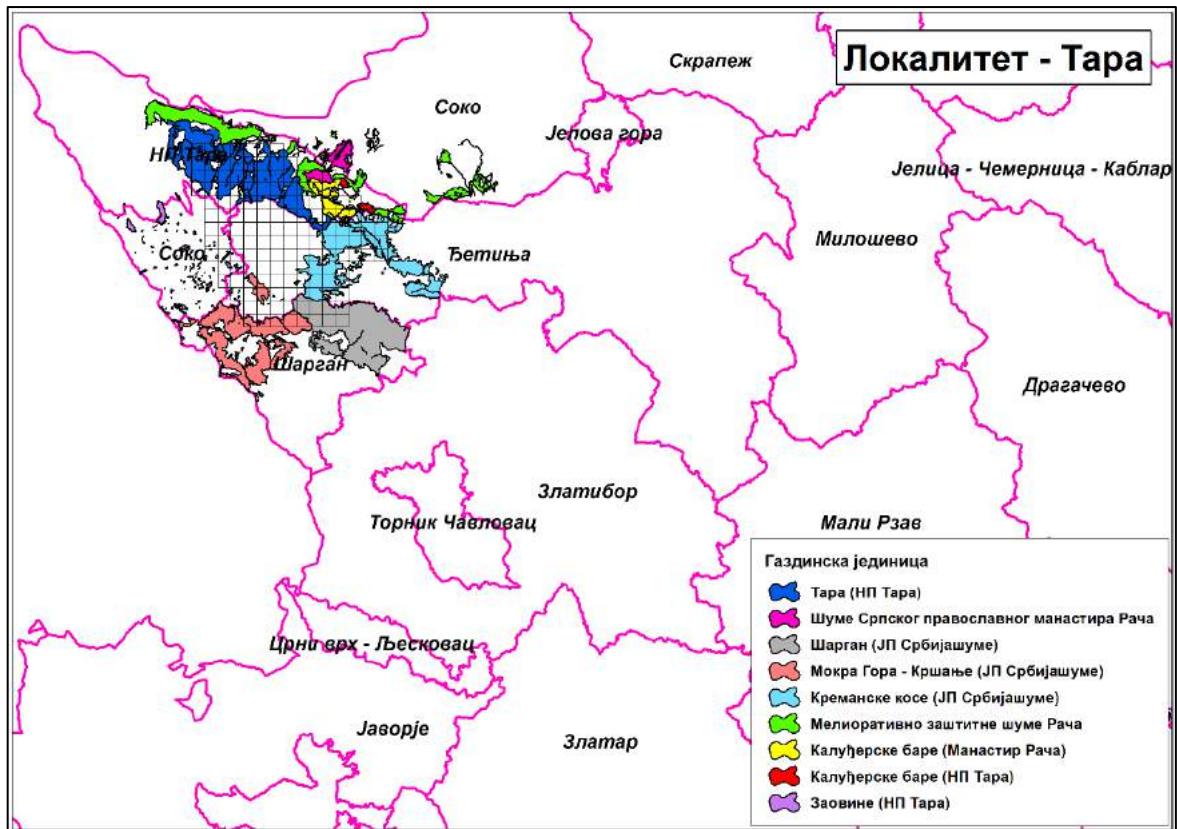 Локалитет - Тара
Скрапеж
Соко
Јелова гора
Јелица - Чемерница - Каблар
НП Тара
Милошево
Соко
Ђетиња
Шарган
Драгачево
Златибор
Торник Чавловац
Мали Рзав
Црни врх - Љесковац
Јаворје
Златар
Газдинска јединица
Тара (НП Тара)
Шуме Српског православног манастира Рача
Шарган (ЈП Србијашуме)
Мокра Гора - Кршање (ЈП Србијашуме)
Креманске косе (ЈП Србијашуме)
Мелиоративно заштитне шуме Рача
Калуђерске баре (Манастир Рача)
Калуђерске баре (НП Тара)
Заовине (НП Тара)